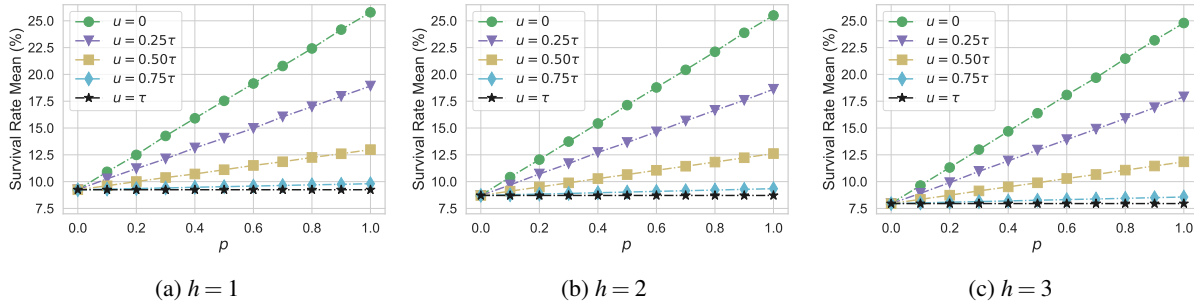 25.0
22.5
20.0
17.5
15.0
12.5
10.0
7.5
Survival Rate Mean (%)
u = 0
u = 0.25τ
u = 0.50τ
u = 0.75τ
u = τ
0.0 0.2 0.4 0.6 0.8 1.0
p
(a) h = 1
25.0
22.5
20.0
17.5
15.0
12.5
10.0
7.5
Survival Rate Mean (%)
u = 0
u = 0.25τ
u = 0.50τ
u = 0.75τ
u = τ
0.0 0.2 0.4 0.6 0.8 1.0
p
(b) h = 2
25.0
22.5
20.0
17.5
15.0
12.5
10.0
7.5
Survival Rate Mean (%)
u = 0
u = 0.25τ
u = 0.50τ
u = 0.75τ
u = τ
0.0 0.2 0.4 0.6 0.8 1.0
p
(c) h = 3